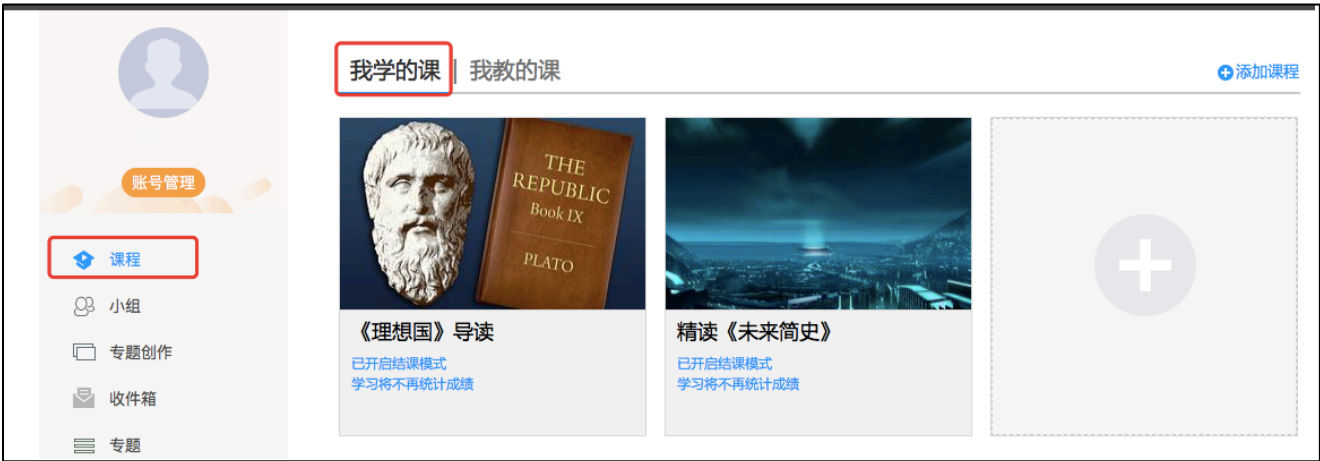 我学的课 | 我教的课
添加课程
账号管理
课程
小组
专题创作
收件箱
专题
THE
REPUBLIC
Book IX
PLATO
《理想国》导读
已开启结课模式
学习将不再统计成绩
精读《未来简史》
已开启结课模式
学习将不再统计成绩